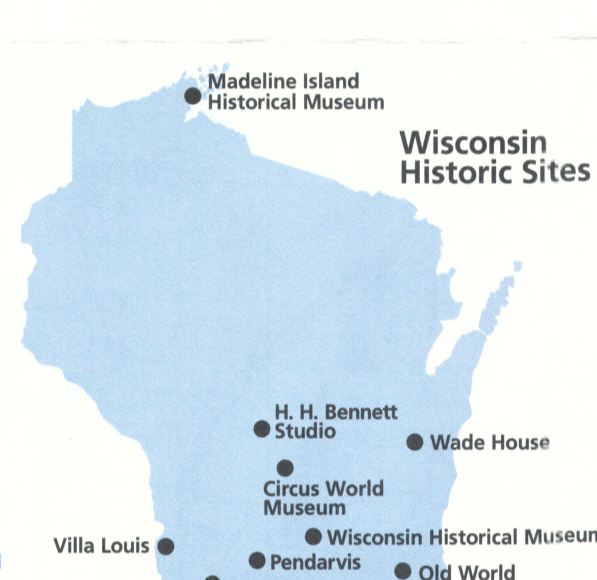 Madeline Island
Historical Museum
Wisconsin
Historic Sites
H. H. Bennett
Studio
Wade House
Circus World
Museum
Wisconsin Historical Museum
Villa Louis
Pendarvis
Old World